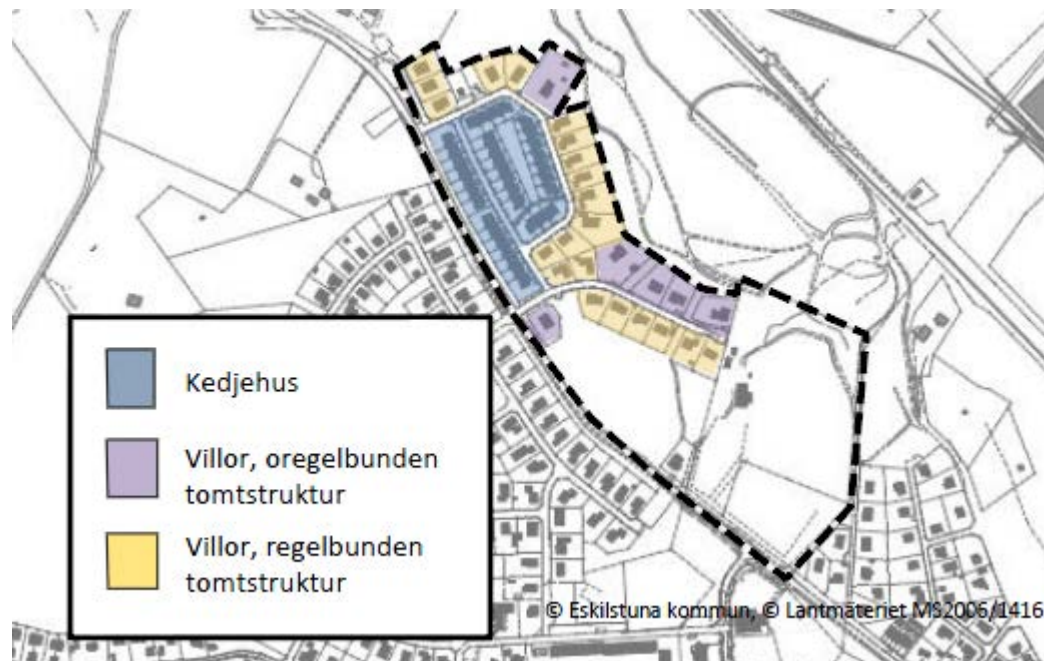 Kedjehus
Villor, oregelbunden
tomtstruktur
Villor, regelbunden
tomtstruktur
© Eskilstuna kommun, © Lantmäteriet MS2006/1416